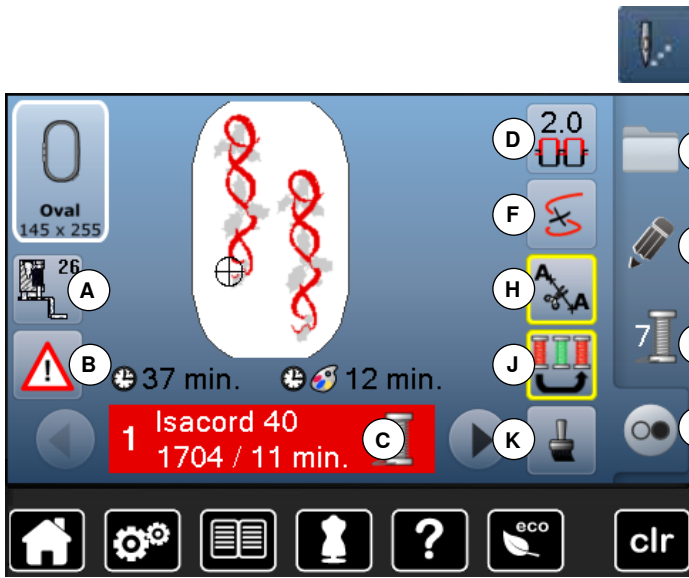 2.0
D
Oval
145 x 255
F
26
A
H
A A
B
J
7
37 min.
12 min.
1
Isacord 40
1704 / 11 min.
C
K
?
eco
clr